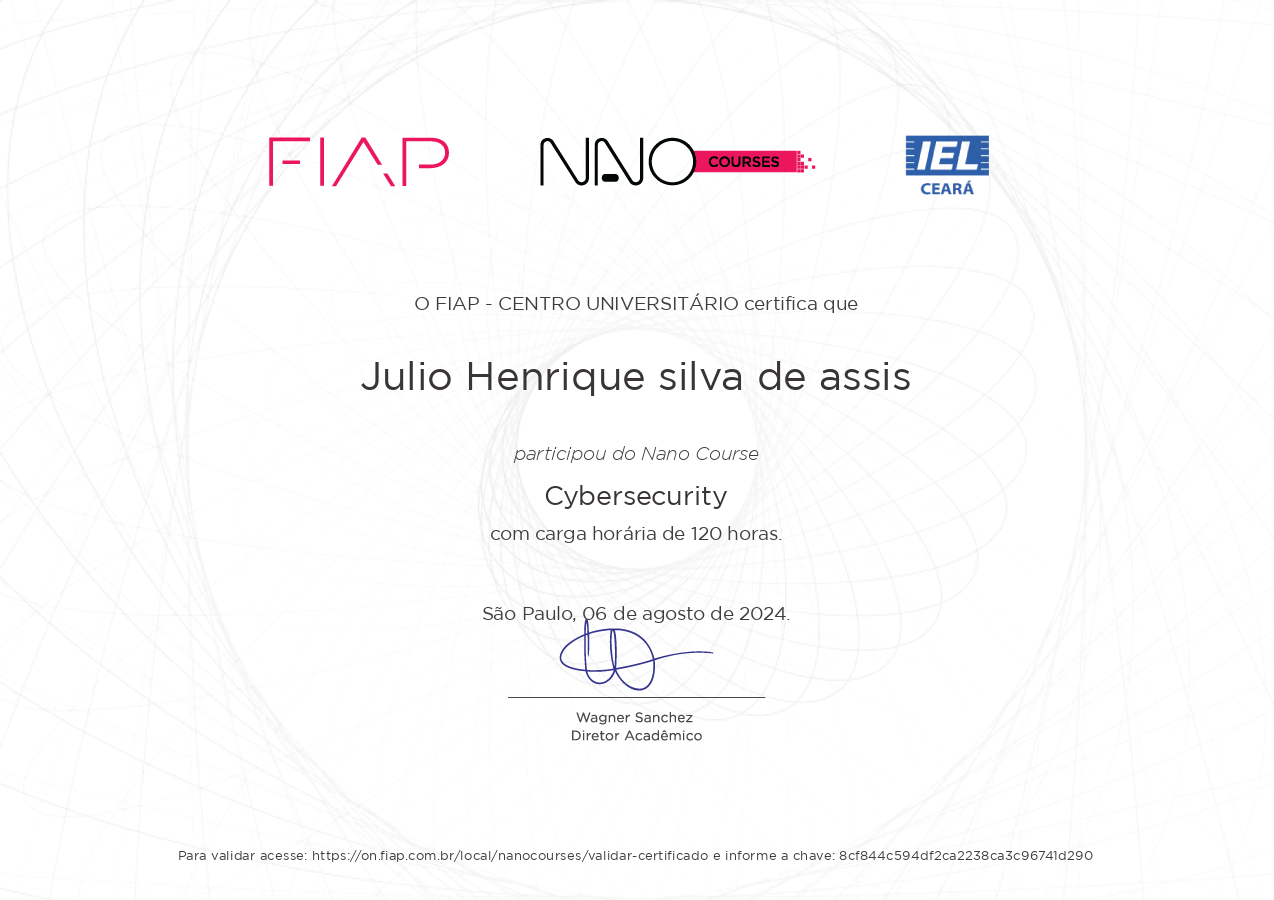 FIAP
NANO COURSES
IEL
CEARÁ
O FIAP - CENTRO UNIVERSITÁRIO certifica que
Julio Henrique silva de assis
participou do Nano Course
Cybersecurity
com carga horária de 120 horas.
São Paulo, 06 de agosto de 2024.
Wagner Sanchez
Diretor Acadêmico
Para validar acesse: https://on.fiap.com.br/local/nanocourses/validar-certificado e informe a chave: 8cf844c594df2ca2238ca3c96741d290